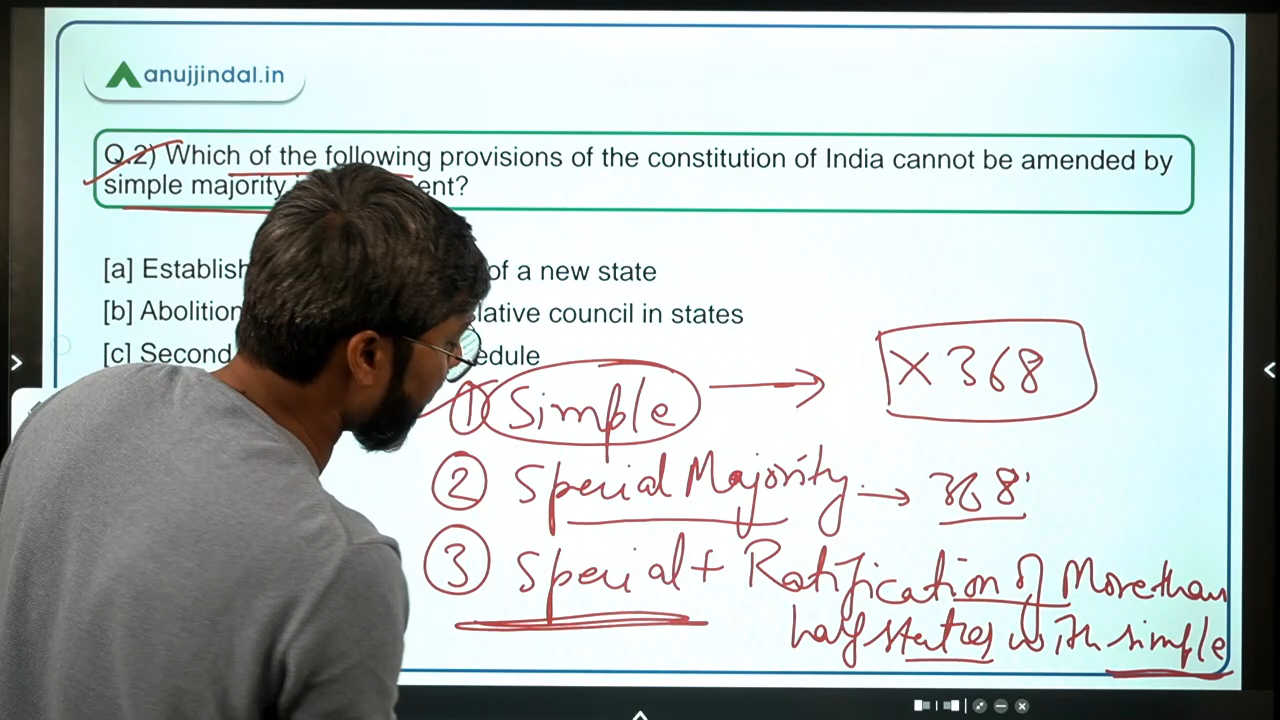 anujjindal.in
Q.2) Which of the following provisions of the constitution of India cannot be amended by
simple majority ent?
[a] Establish of a new state
[b] Abolition lative council in states
[c] Second edule
① Simple → X 368
② Special Majority → 368
③ Special + Ratification of More than
half states with simple